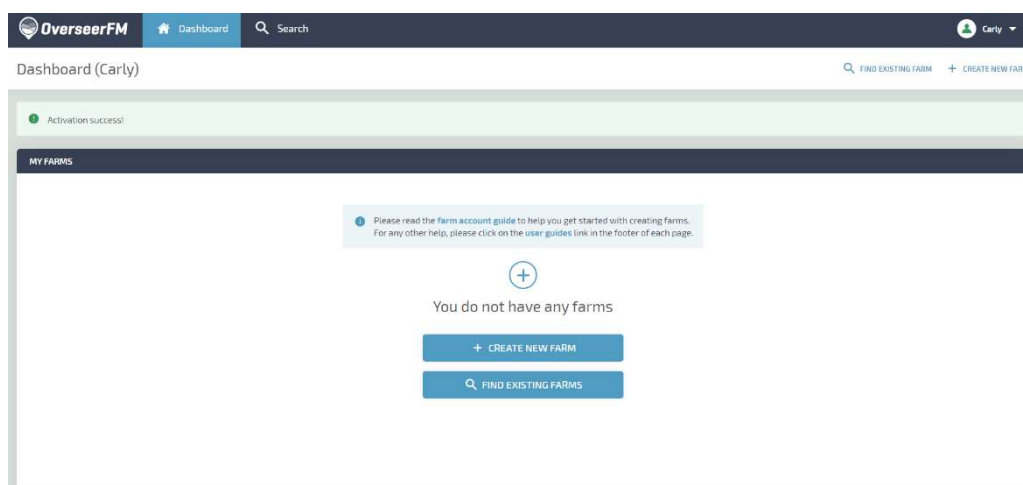 OverseerFM
Dashboard
Search
Carly
Dashboard (Carly)
FIND EXISTING FARM
CREATE NEW FAR
Activation success!
MY FARMS
Please read the farm account guide to help you get started with creating farms.
For any other help, please click on the user guides link in the footer of each page.
You do not have any farms
+ CREATE NEW FARM
FIND EXISTING FARMS